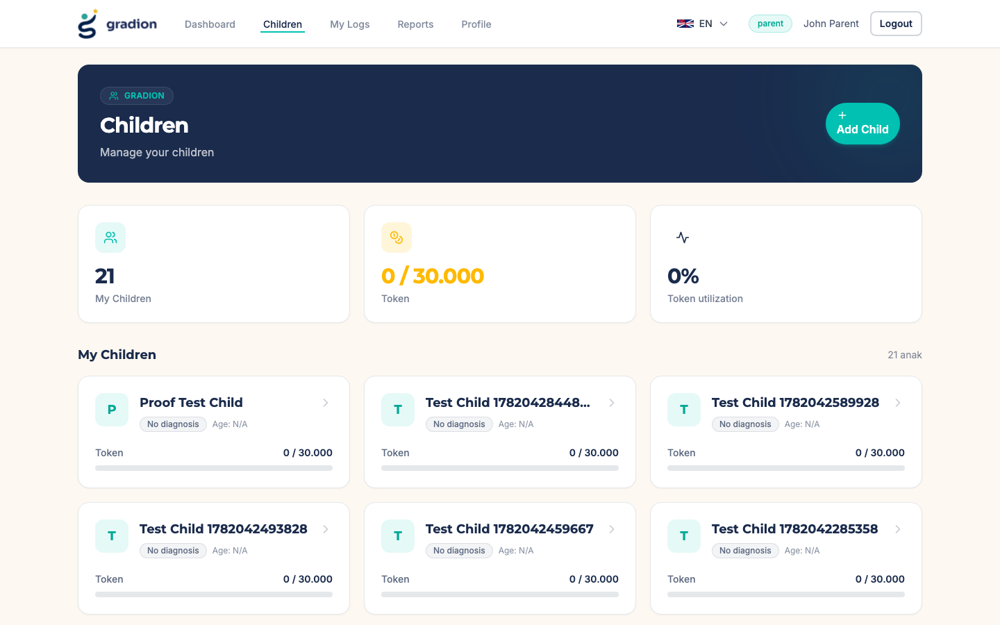 gradion
Dashboard
Children
My Logs
Reports
Profile
EN
parent
John Parent
Logout
GRADION
Children
Manage your children
+
Add Child
21
My Children
0 / 30.000
Token
0%
Token utilization
My Children
21 anak
P
Proof Test Child
No diagnosis
Age: N/A
Token
0 / 30.000
T
Test Child 17820428448...
No diagnosis
Age: N/A
Token
0 / 30.000
T
Test Child 1782042589928
No diagnosis
Age: N/A
Token
0 / 30.000
T
Test Child 1782042493828
No diagnosis
Age: N/A
Token
0 / 30.000
T
Test Child 1782042459667
No diagnosis
Age: N/A
Token
0 / 30.000
T
Test Child 1782042285358
No diagnosis
Age: N/A
Token
0 / 30.000